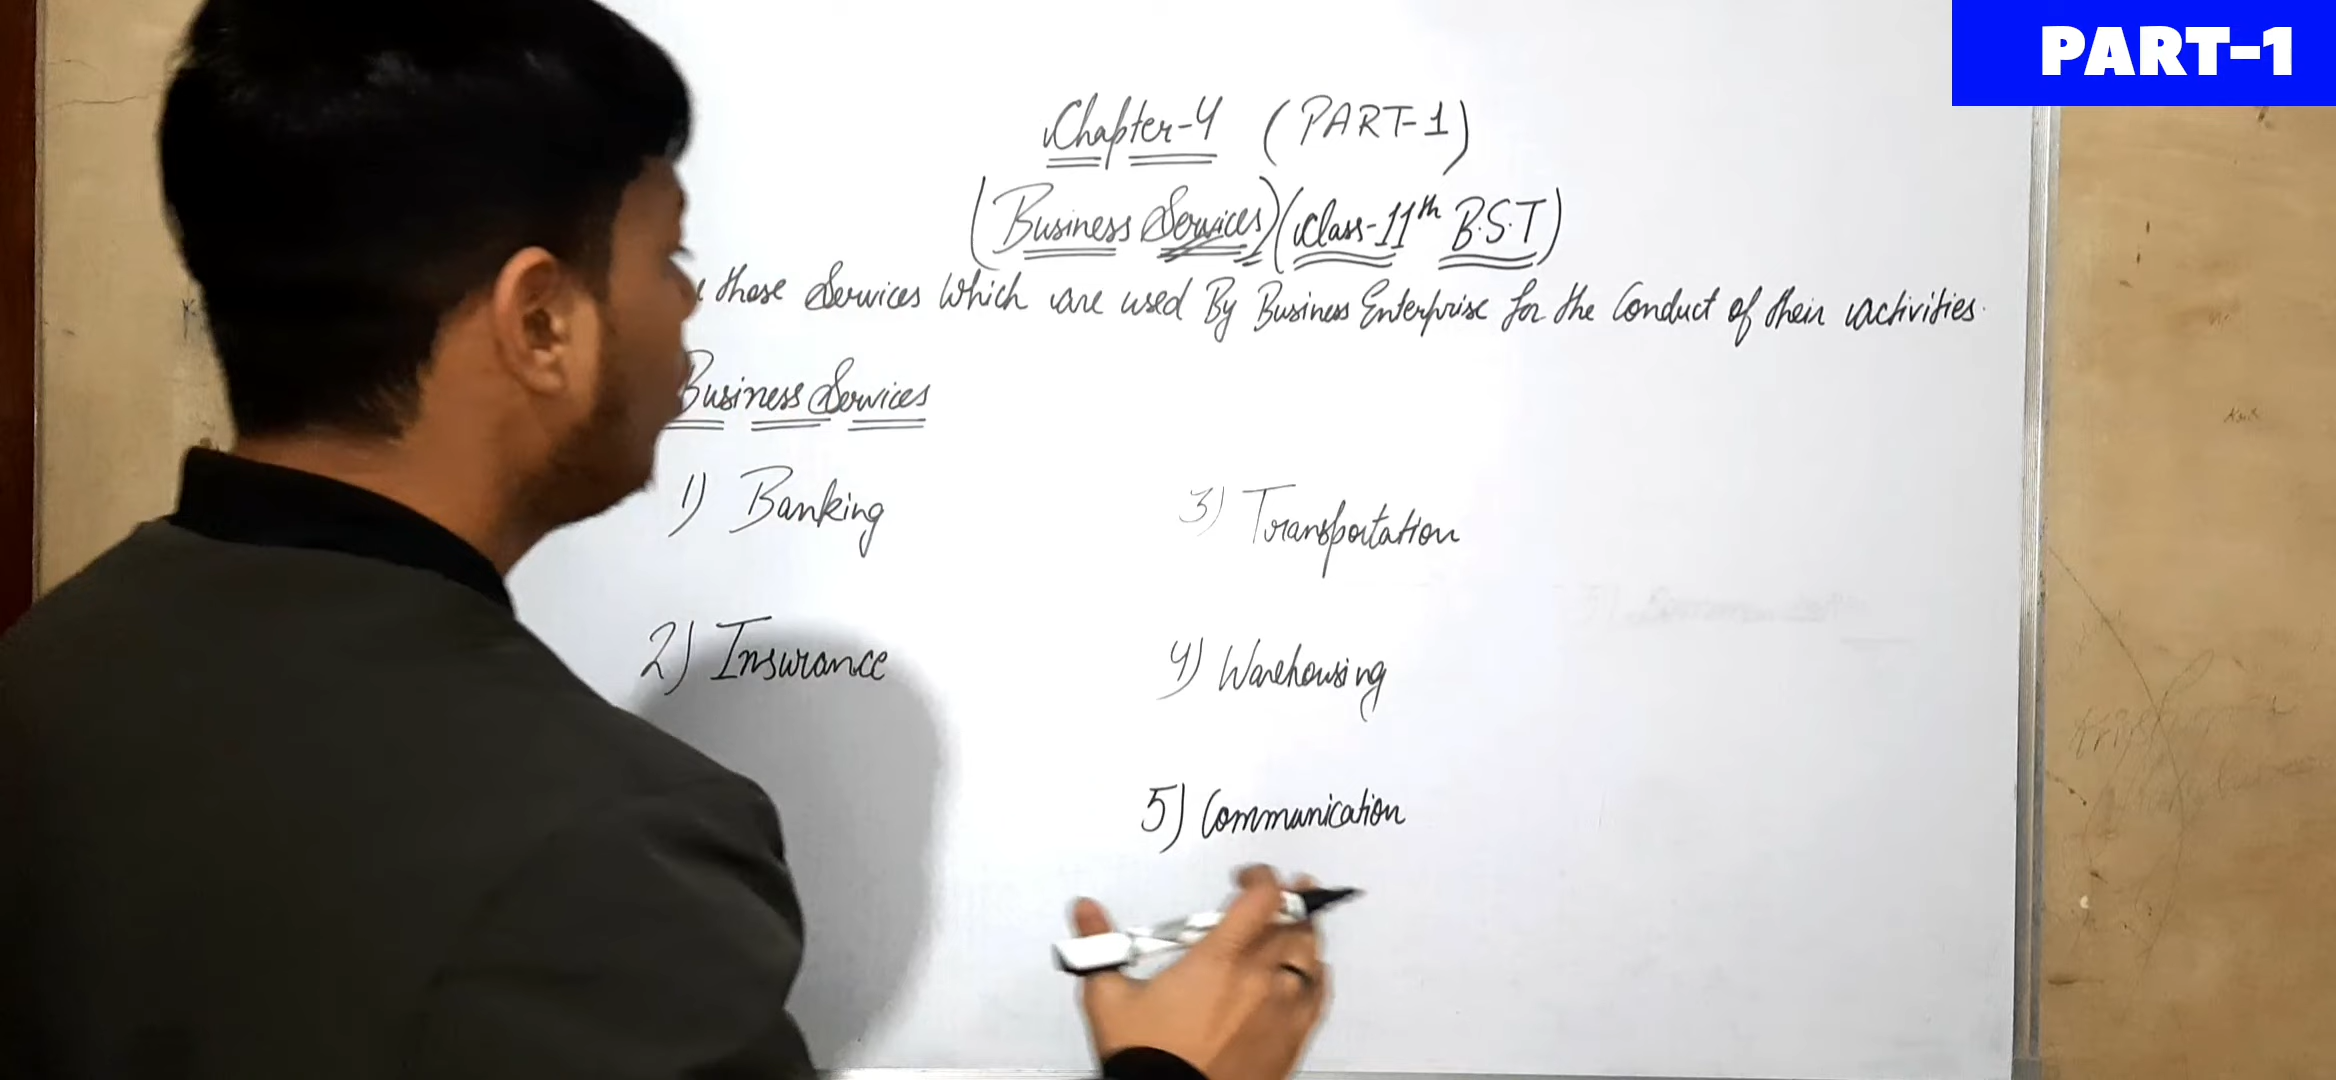 PART-1
Chapter-4 (PART-1)
(Business Services) (Class-11th B.S.T)
those Services Which are used By Business Enterprise for the Conduct of their activities.
Business Services
1) Banking
2) Insurance
3) Transportation
4) Warehousing
5) Communication